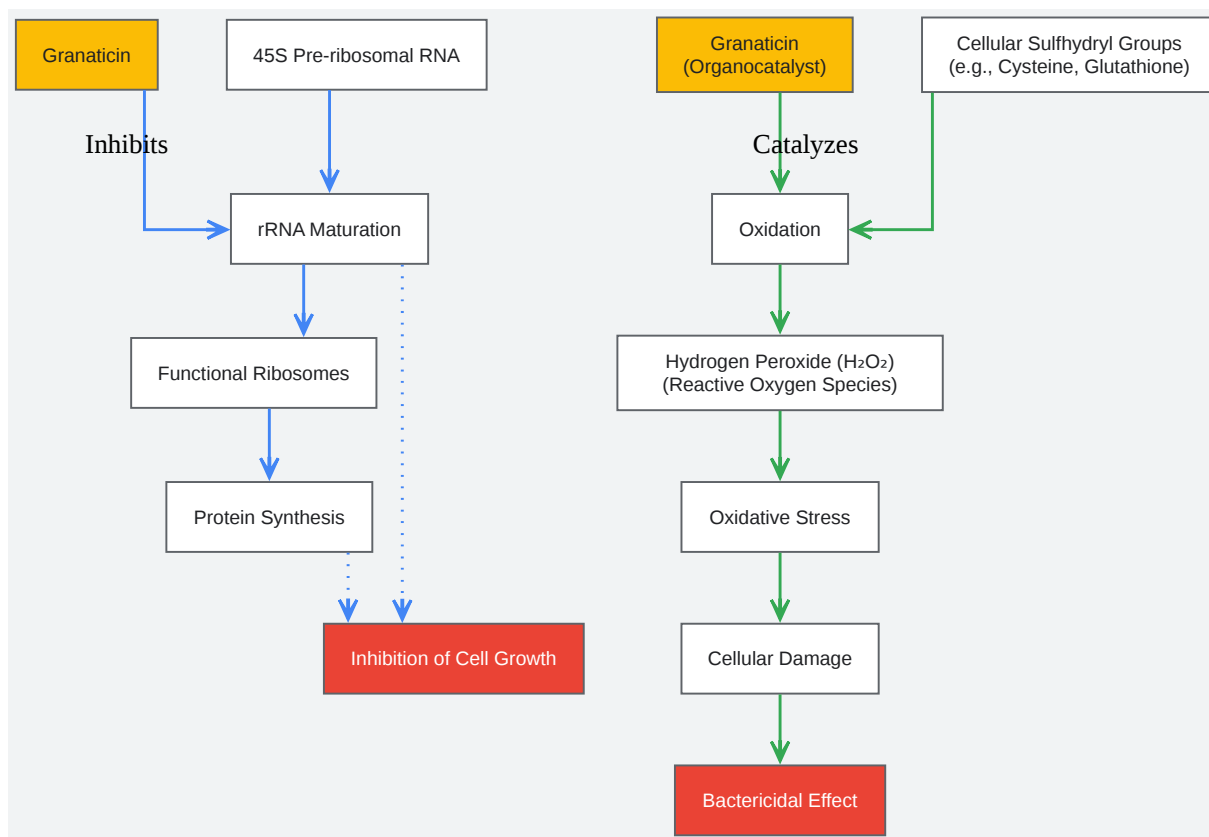 Granaticin
45S Pre-ribosomal RNA
Inhibits
rRNA Maturation
Functional Ribosomes
Protein Synthesis
Inhibition of Cell Growth
Granaticin
(Organocatalyst)
Cellular Sulfhydryl Groups
(e.g., Cysteine, Glutathione)
Catalyzes
Oxidation
Hydrogen Peroxide (H₂O₂)
(Reactive Oxygen Species)
Oxidative Stress
Cellular Damage
Bactericidal Effect